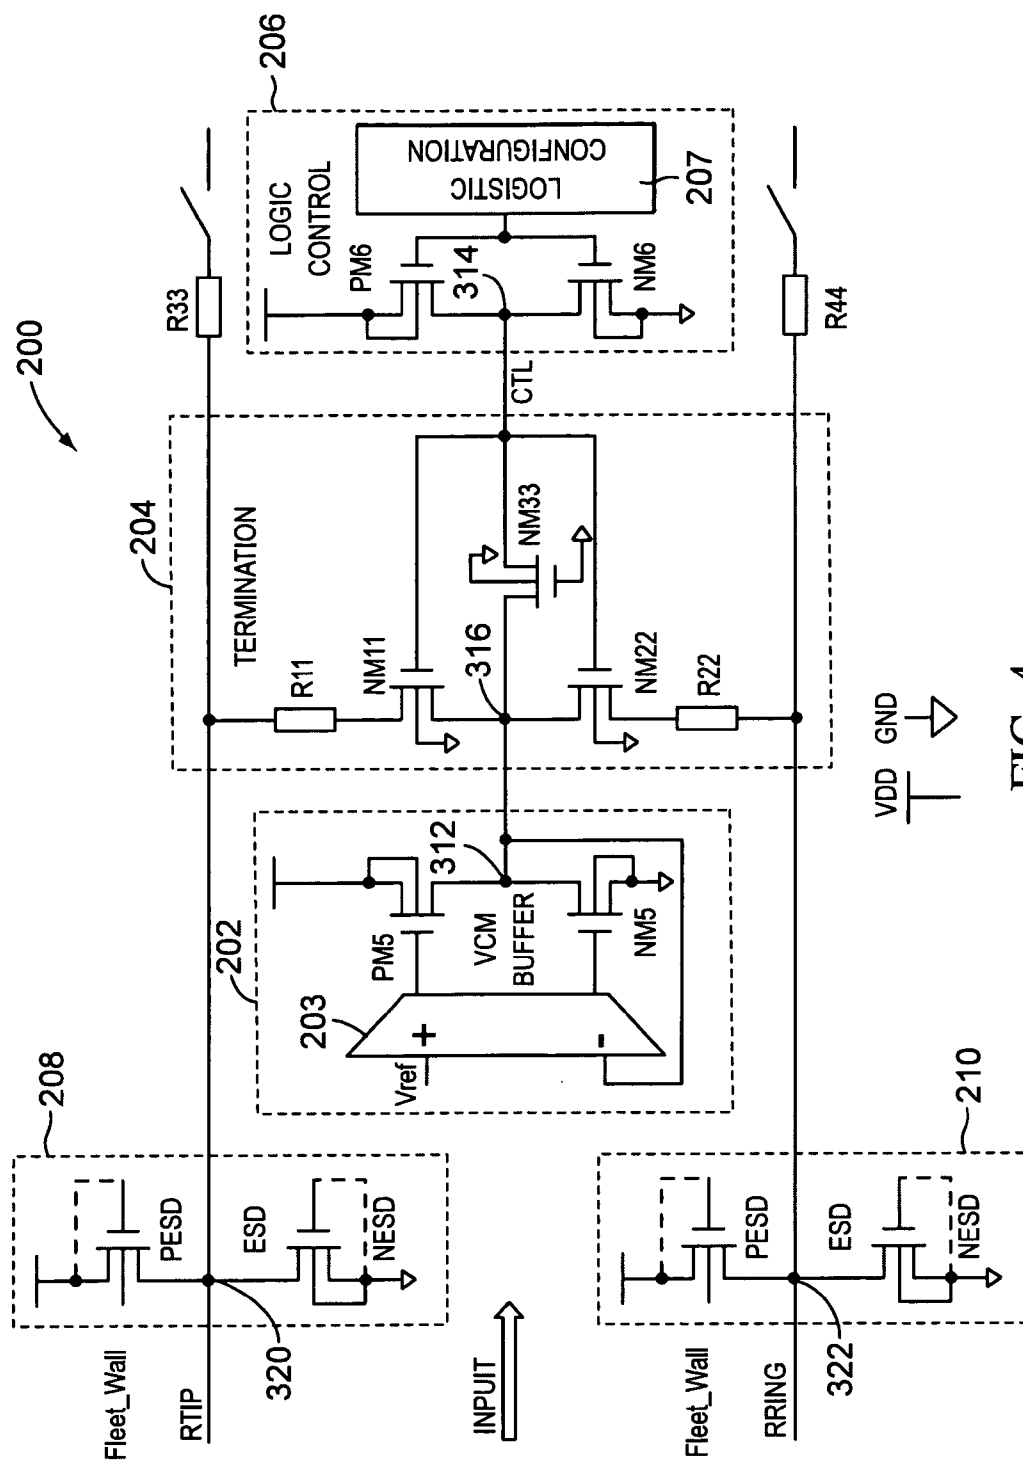 200
206
LOGIC
CONTROL
LOGISTIC
CONFIGURATION
207
PM6
NM6
314
CTL
R33
R44
204
TERMINATION
R11
NM11
316
NM33
NM22
R22
202
203
Vref
+
-
PM5
VCM
BUFFER
312
NM5
VDD
GND
208
PESD
ESD
NESD
Fleet_Wall
RTIP
320
INPUIT
210
PESD
ESD
NESD
Fleet_Wall
RRING
322